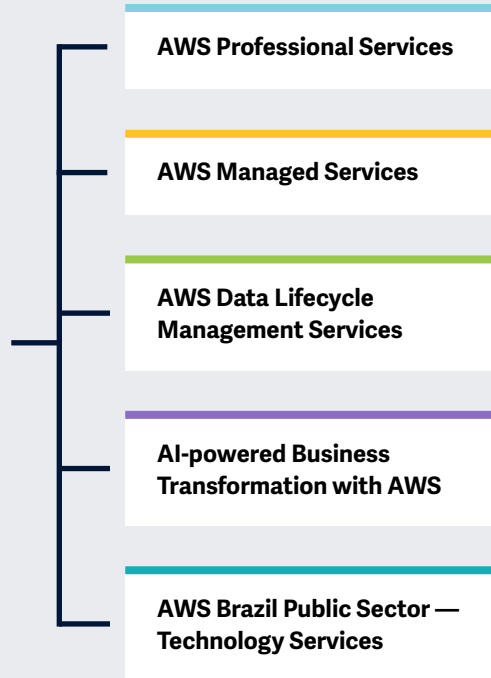 AWS Professional Services
AWS Managed Services
AWS Data Lifecycle
Management Services
AI-powered Business
Transformation with AWS
AWS Brazil Public Sector —
Technology Services